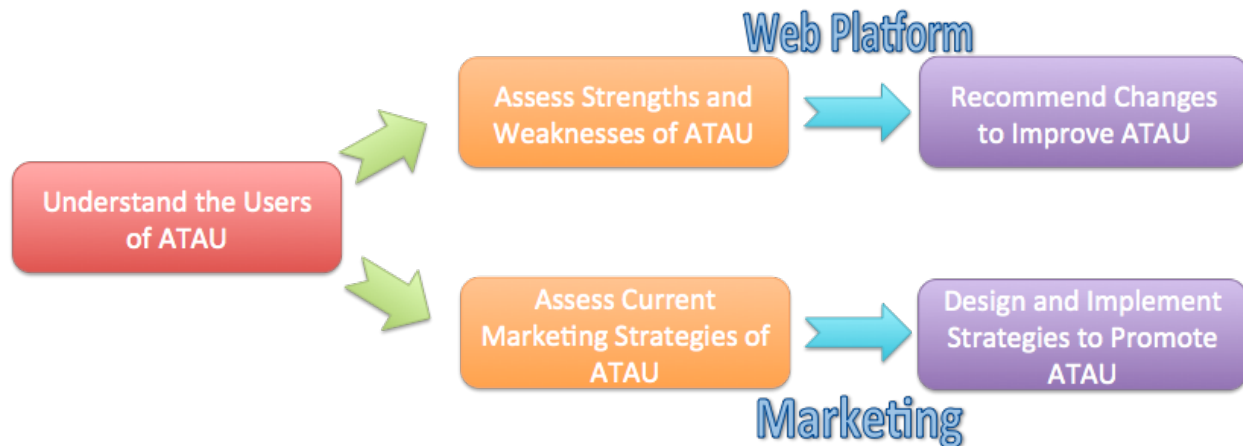 Web Platform
Assess Strengths and
Weaknesses of ATAU
Recommend Changes
to Improve ATAU
Understand the Users
of ATAU
Assess Current
Marketing Strategies of
ATAU
Design and Implement
Strategies to Promote
ATAU
Marketing